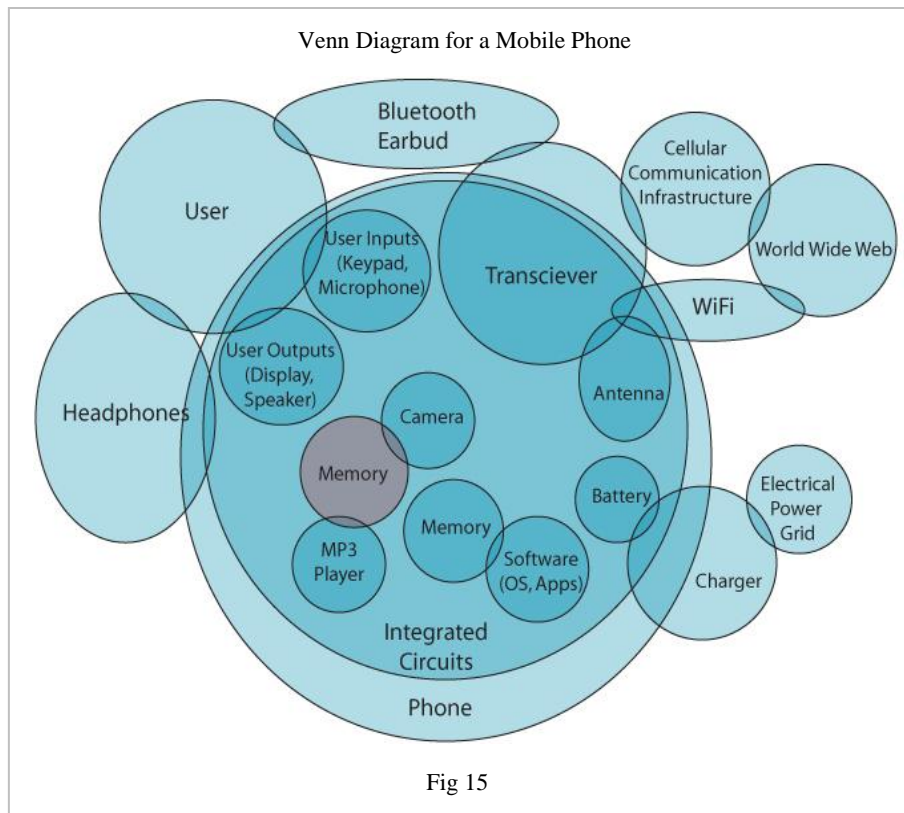 Venn Diagram for a Mobile Phone
Bluetooth
Earbud
Cellular
Communication
Infrastructure
User
World Wide Web
User Inputs
(Keypad,
Microphone)
Transciever
WiFi
User Outputs
(Display,
Speaker)
Antenna
Headphones
Camera
Memory
Battery
Electrical
Power
Grid
Memory
MP3
Player
Software
(OS, Apps)
Charger
Integrated
Circuits
Phone
Fig 15